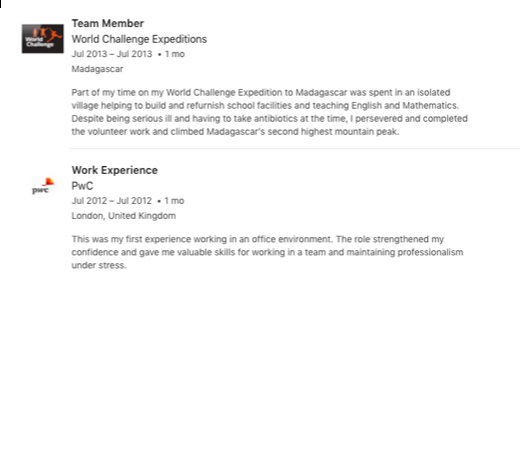 World
Challenge
Team Member
World Challenge Expeditions
Jul 2013 – Jul 2013 • 1 mo
Madagascar
Part of my time on my World Challenge Expedition to Madagascar was spent in an isolated
village helping to build and refurnish school facilities and teaching English and Mathematics.
Despite being serious ill and having to take antibiotics at the time, I persevered and completed
the volunteer work and climbed Madagascar's second highest mountain peak.
pwc
Work Experience
PwC
Jul 2012 – Jul 2012 • 1 mo
London, United Kingdom
This was my first experience working in an office environment. The role strengthened my
confidence and gave me valuable skills for working in a team and maintaining professionalism
under stress.